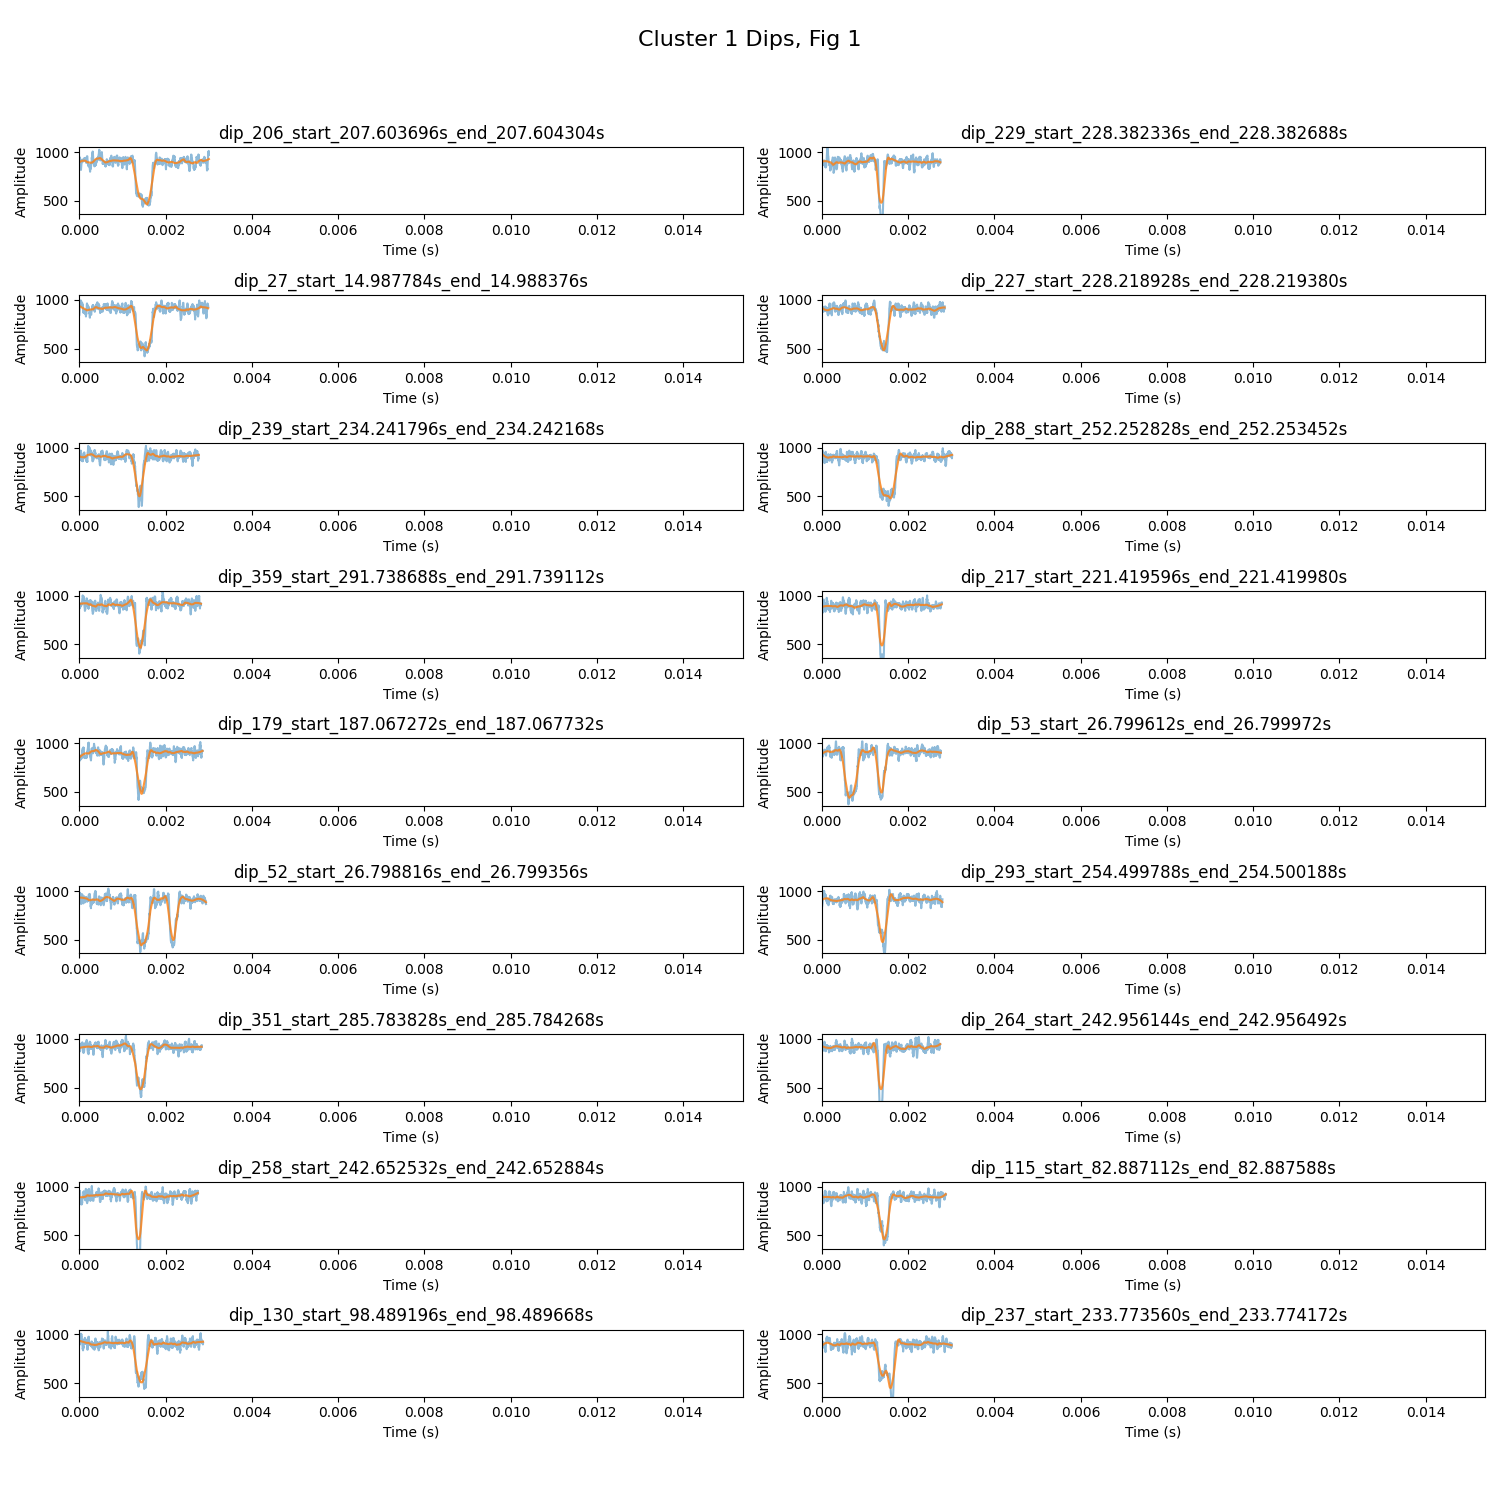 Cluster 1 Dips, Fig 1
dip_206_start_207.603696s_end_207.604304s
Amplitude
1000
500
0.000 0.002 0.004 0.006 0.008 0.010 0.012 0.014
Time (s)
dip_229_start_228.382336s_end_228.382688s
Amplitude
1000
500
0.000 0.002 0.004 0.006 0.008 0.010 0.012 0.014
Time (s)
dip_27_start_14.987784s_end_14.988376s
Amplitude
1000
500
0.000 0.002 0.004 0.006 0.008 0.010 0.012 0.014
Time (s)
dip_227_start_228.218928s_end_228.219380s
Amplitude
1000
500
0.000 0.002 0.004 0.006 0.008 0.010 0.012 0.014
Time (s)
dip_239_start_234.241796s_end_234.242168s
Amplitude
1000
500
0.000 0.002 0.004 0.006 0.008 0.010 0.012 0.014
Time (s)
dip_288_start_252.252828s_end_252.253452s
Amplitude
1000
500
0.000 0.002 0.004 0.006 0.008 0.010 0.012 0.014
Time (s)
dip_359_start_291.738688s_end_291.739112s
Amplitude
1000
500
0.000 0.002 0.004 0.006 0.008 0.010 0.012 0.014
Time (s)
dip_217_start_221.419596s_end_221.419980s
Amplitude
1000
500
0.000 0.002 0.004 0.006 0.008 0.010 0.012 0.014
Time (s)
dip_179_start_187.067272s_end_187.067732s
Amplitude
1000
500
0.000 0.002 0.004 0.006 0.008 0.010 0.012 0.014
Time (s)
dip_53_start_26.799612s_end_26.799972s
Amplitude
1000
500
0.000 0.002 0.004 0.006 0.008 0.010 0.012 0.014
Time (s)
dip_52_start_26.798816s_end_26.799356s
Amplitude
1000
500
0.000 0.002 0.004 0.006 0.008 0.010 0.012 0.014
Time (s)
dip_293_start_254.499788s_end_254.500188s
Amplitude
1000
500
0.000 0.002 0.004 0.006 0.008 0.010 0.012 0.014
Time (s)
dip_351_start_285.783828s_end_285.784268s
Amplitude
1000
500
0.000 0.002 0.004 0.006 0.008 0.010 0.012 0.014
Time (s)
dip_264_start_242.956144s_end_242.956492s
Amplitude
1000
500
0.000 0.002 0.004 0.006 0.008 0.010 0.012 0.014
Time (s)
dip_258_start_242.652532s_end_242.652884s
Amplitude
1000
500
0.000 0.002 0.004 0.006 0.008 0.010 0.012 0.014
Time (s)
dip_115_start_82.887112s_end_82.887588s
Amplitude
1000
500
0.000 0.002 0.004 0.006 0.008 0.010 0.012 0.014
Time (s)
dip_130_start_98.489196s_end_98.489668s
Amplitude
1000
500
0.000 0.002 0.004 0.006 0.008 0.010 0.012 0.014
Time (s)
dip_237_start_233.773560s_end_233.774172s
Amplitude
1000
500
0.000 0.002 0.004 0.006 0.008 0.010 0.012 0.014
Time (s)